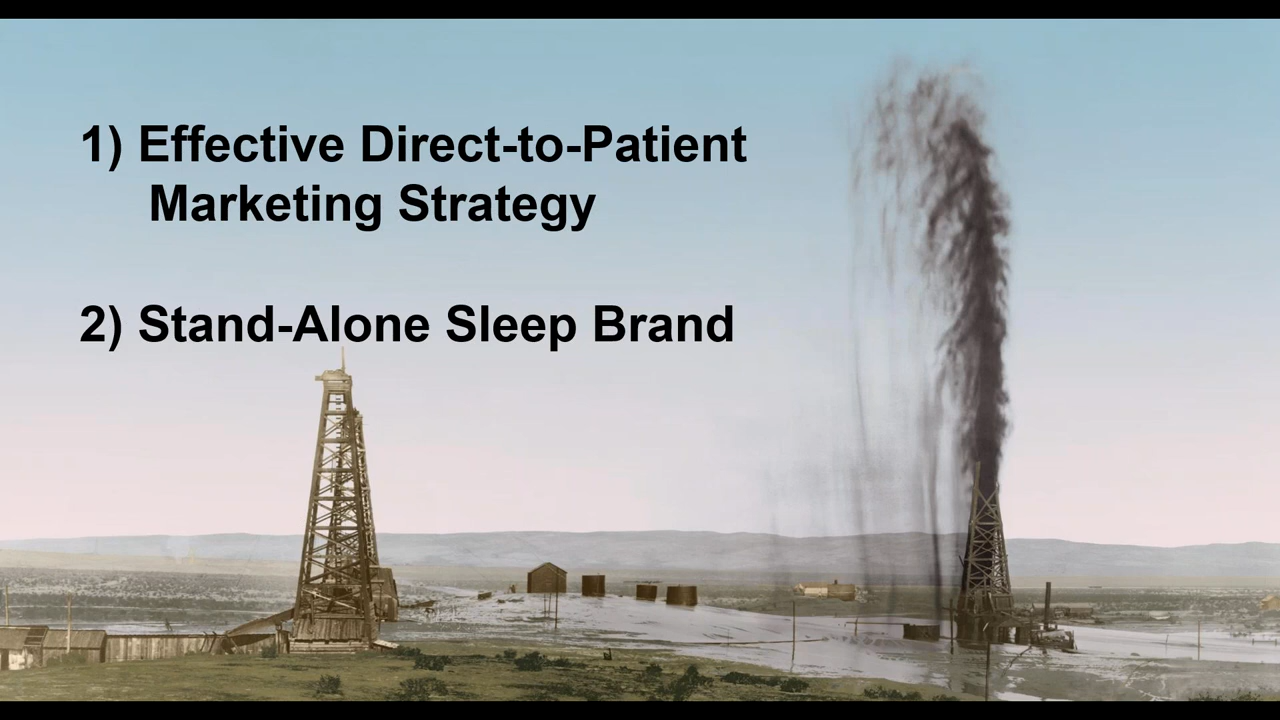 1) Effective Direct-to-Patient
Marketing Strategy
2) Stand-Alone Sleep Brand